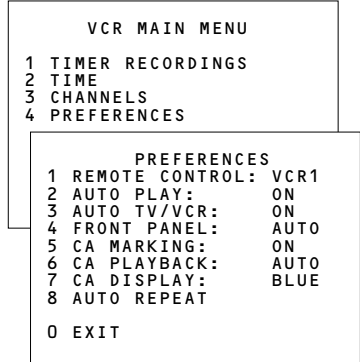 VCR MAIN MENU
1 TIMER RECORDINGS
2 TIME
3 CHANNELS
4 PREFERENCES
PREFERENCES
1 REMOTE CONTROL: VCR1
2 AUTO PLAY: ON
3 AUTO TV/VCR: ON
4 FRONT PANEL: AUTO
5 CA MARKING: ON
6 CA PLAYBACK: AUTO
7 CA DISPLAY: BLUE
8 AUTO REPEAT
0 EXIT